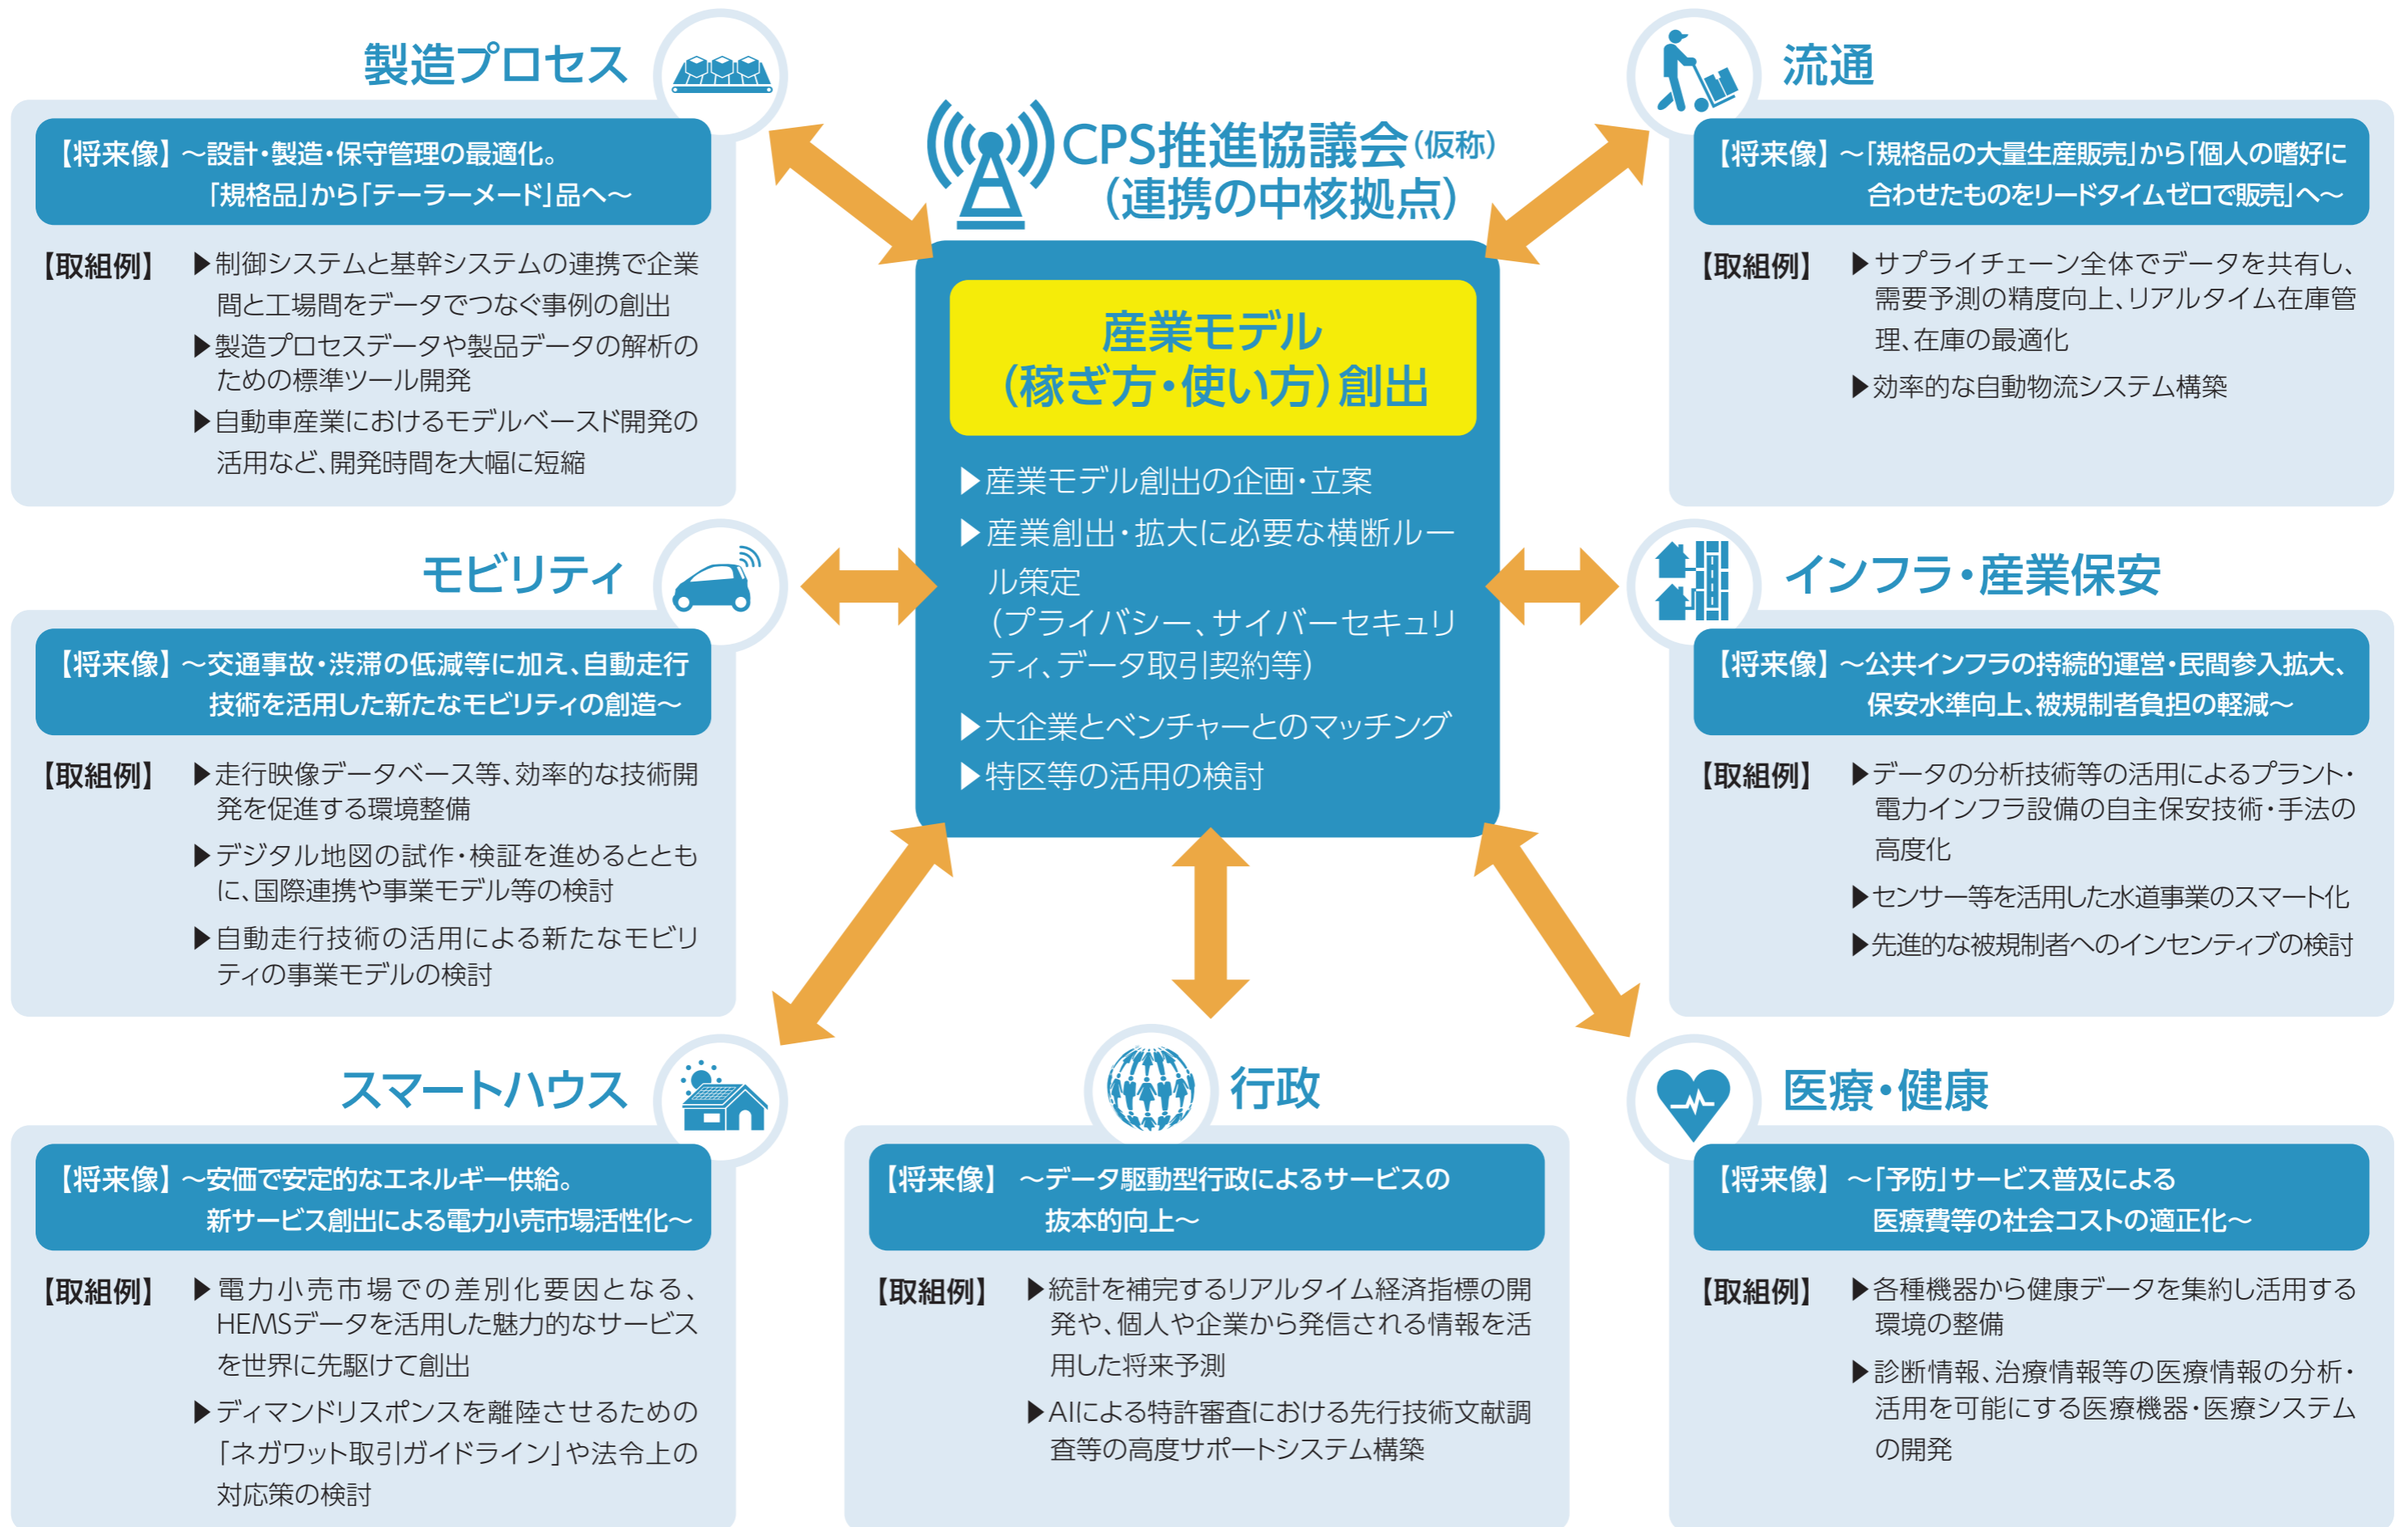 製造プロセス
【将来像】～設計・製造・保守管理の最適化。
「規格品」から「テーラーメード」品へ～
【取組例】 ▶制御システムと基幹システムの連携で企業
間と工場間をデータでつなぐ事例の創出
▶製造プロセスデータや製品データの解析の
ための標準ツール開発
▶自動車産業におけるモデルベースド開発の
活用など、開発時間を大幅に短縮
CPS推進協議会（仮称）
（連携の中核拠点）
産業モデル
（稼ぎ方・使い方）創出
▶産業モデル創出の企画・立案
▶産業創出・拡大に必要な横断ルー
ル策定
（プライバシー、サイバーセキュリ
ティ、データ取引契約等）
▶大企業とベンチャーとのマッチング
▶特区等の活用の検討
流通
【将来像】～「規格品の大量生産販売」から「個人の嗜好に
合わせたものをリードタイムゼロで販売」へ～
【取組例】 ▶サプライチェーン全体でデータを共有し、
需要予測の精度向上、リアルタイム在庫管
理、在庫の最適化
▶効率的な自動物流システム構築
モビリティ
【将来像】～交通事故・渋滞の低減等に加え、自動走行
技術を活用した新たなモビリティの創造～
【取組例】 ▶走行映像データベース等、効率的な技術開
発を促進する環境整備
▶デジタル地図の試作・検証を進めるととも
に、国際連携や事業モデル等の検討
▶自動走行技術の活用による新たなモビリ
ティの事業モデルの検討
インフラ・産業保安
【将来像】～公共インフラの持続的運営・民間参入拡大、
保安水準向上、被規制者負担の軽減～
【取組例】 ▶データの分析技術等の活用によるプラント・
電力インフラ設備の自主保安技術・手法の
高度化
▶センサー等を活用した水道事業のスマート化
▶先進的な被規制者へのインセンティブの検討
スマートハウス
【将来像】～安価で安定的なエネルギー供給。
新サービス創出による電力小売市場活性化～
【取組例】 ▶電力小売市場での差別化要因となる、
HEMSデータを活用した魅力的なサービス
を世界に先駆けて創出
▶ディマンドリスポンスを離陸させるための
「ネガワット取引ガイドライン」や法令上の
対応策の検討
行政
【将来像】 ～データ駆動型行政によるサービスの
抜本的向上～
【取組例】 ▶統計を補完するリアルタイム経済指標の開
発や、個人や企業から発信される情報を活
用した将来予測
▶AIによる特許審査における先行技術文献調
査等の高度サポートシステム構築
医療・健康
【将来像】 ～「予防」サービス普及による
医療費等の社会コストの適正化～
【取組例】 ▶各種機器から健康データを集約し活用する
環境の整備
▶診断情報、治療情報等の医療情報の分析・
活用を可能にする医療機器・医療システム
の開発